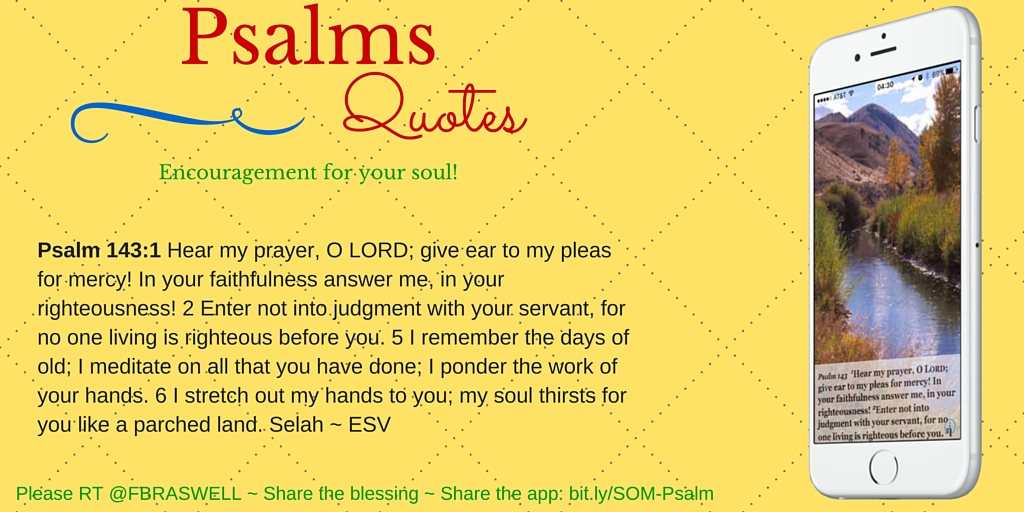 Psalms
Quotes
Encouragement for your soul!
Psalm 143:1 Hear my prayer, O LORD; give ear to my pleas
for mercy! In your faithfulness answer me, in your
righteousness! 2 Enter not into judgment with your servant, for
no one living is righteous before you. 5 I remember the days of
old; I meditate on all that you have done; I ponder the work of
your hands. 6 I stretch out my hands to you; my soul thirsts for
you like a parched land. Selah ~ ESV
Please RT @FBRASWELL ~ Share the blessing ~ Share the app: bit.ly/SOM-Psalm
AT&T 04:30 69%
Psalm 143 ¹Hear my prayer, O LORD;
give ear to my pleas for mercy! In
your faithfulness answer me, in your
righteousness! ²Enter not into
judgment with your servant, for no
one living is righteous before you. ⁵I